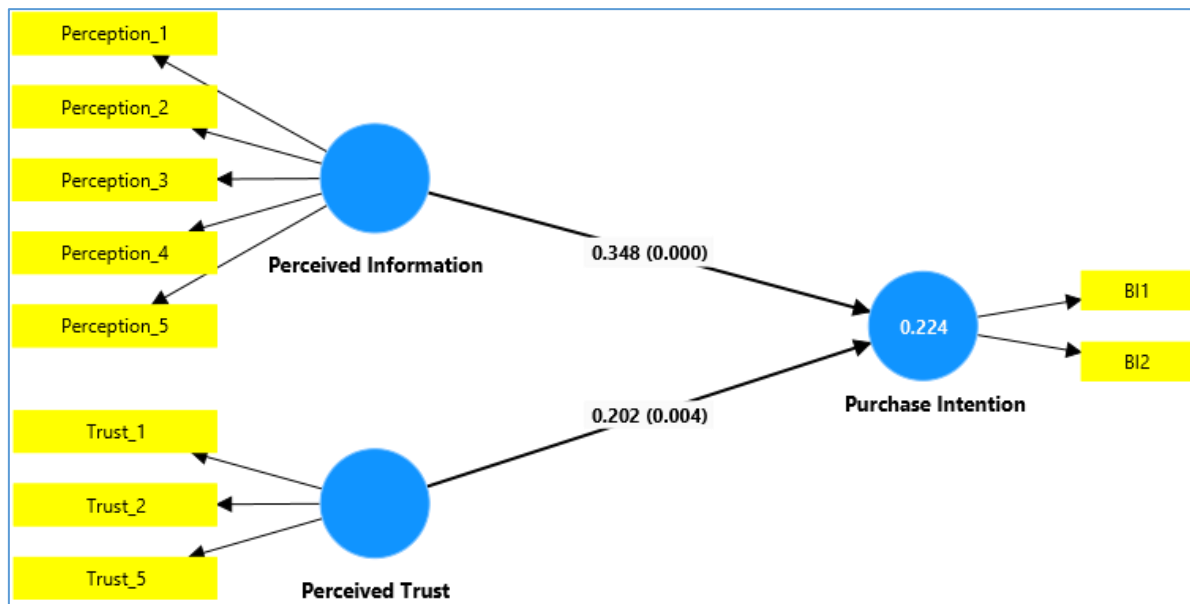 Perception_1
Perception_2
Perception_3
Perception_4
Perception_5
Perceived Information
0.348 (0.000)
Trust_1
Trust_2
Trust_5
Perceived Trust
0.202 (0.004)
0.224
Purchase Intention
BI1
BI2